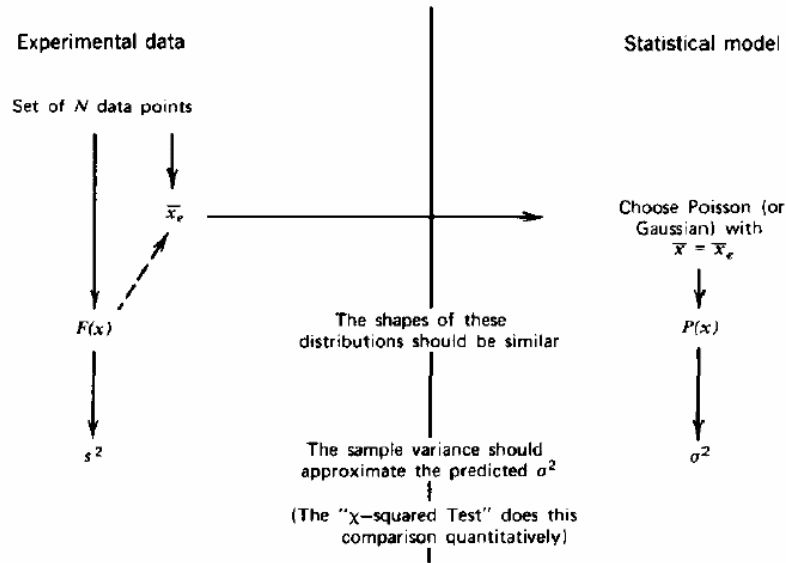 Experimental data
Statistical model
Set of N data points
x̄ₑ
Choose Poisson (or
Gaussian) with
x̄ = x̄ₑ
F(x)
The shapes of these
distributions should be similar
P(x)
s²
The sample variance should
approximate the predicted σ²
σ²
(The "χ–squared Test" does this
comparison quantitatively)